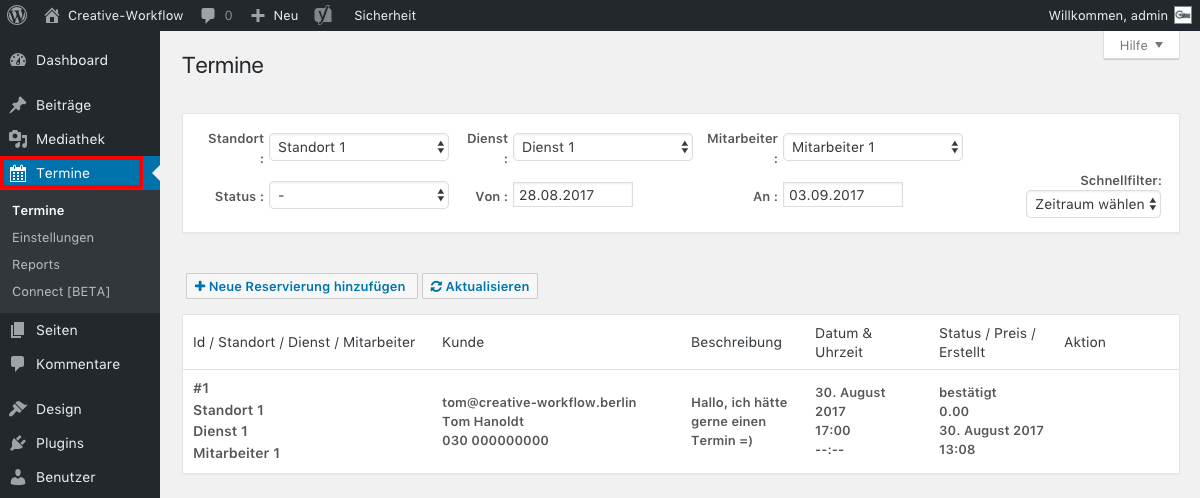 Creative-Workflow 0 Neu Sicherheit Willkommen, admin
Hilfe
Dashboard
Beiträge
Mediathek
Termine
Termine
Einstellungen
Reports
Connect [BETA]
Seiten
Kommentare
Design
Plugins
Benutzer
Termine
Standort : Standort 1 Dienst : Dienst 1 Mitarbeiter : Mitarbeiter 1
Schnellfilter:
Status : - Von : 28.08.2017 An : 03.09.2017 Zeitraum wählen
Neue Reservierung hinzufügen Aktualisieren
Id / Standort / Dienst / Mitarbeiter
Kunde
Beschreibung
Datum &
Uhrzeit
Status / Preis /
Erstellt
Aktion
#1
Standort 1
Dienst 1
Mitarbeiter 1
tom@creative-workflow.berlin
Tom Hanoldt
030 000000000
Hallo, ich hätte
gerne einen
Termin =)
30. August
2017
17:00
--:--
bestätigt
0.00
30. August 2017
13:08